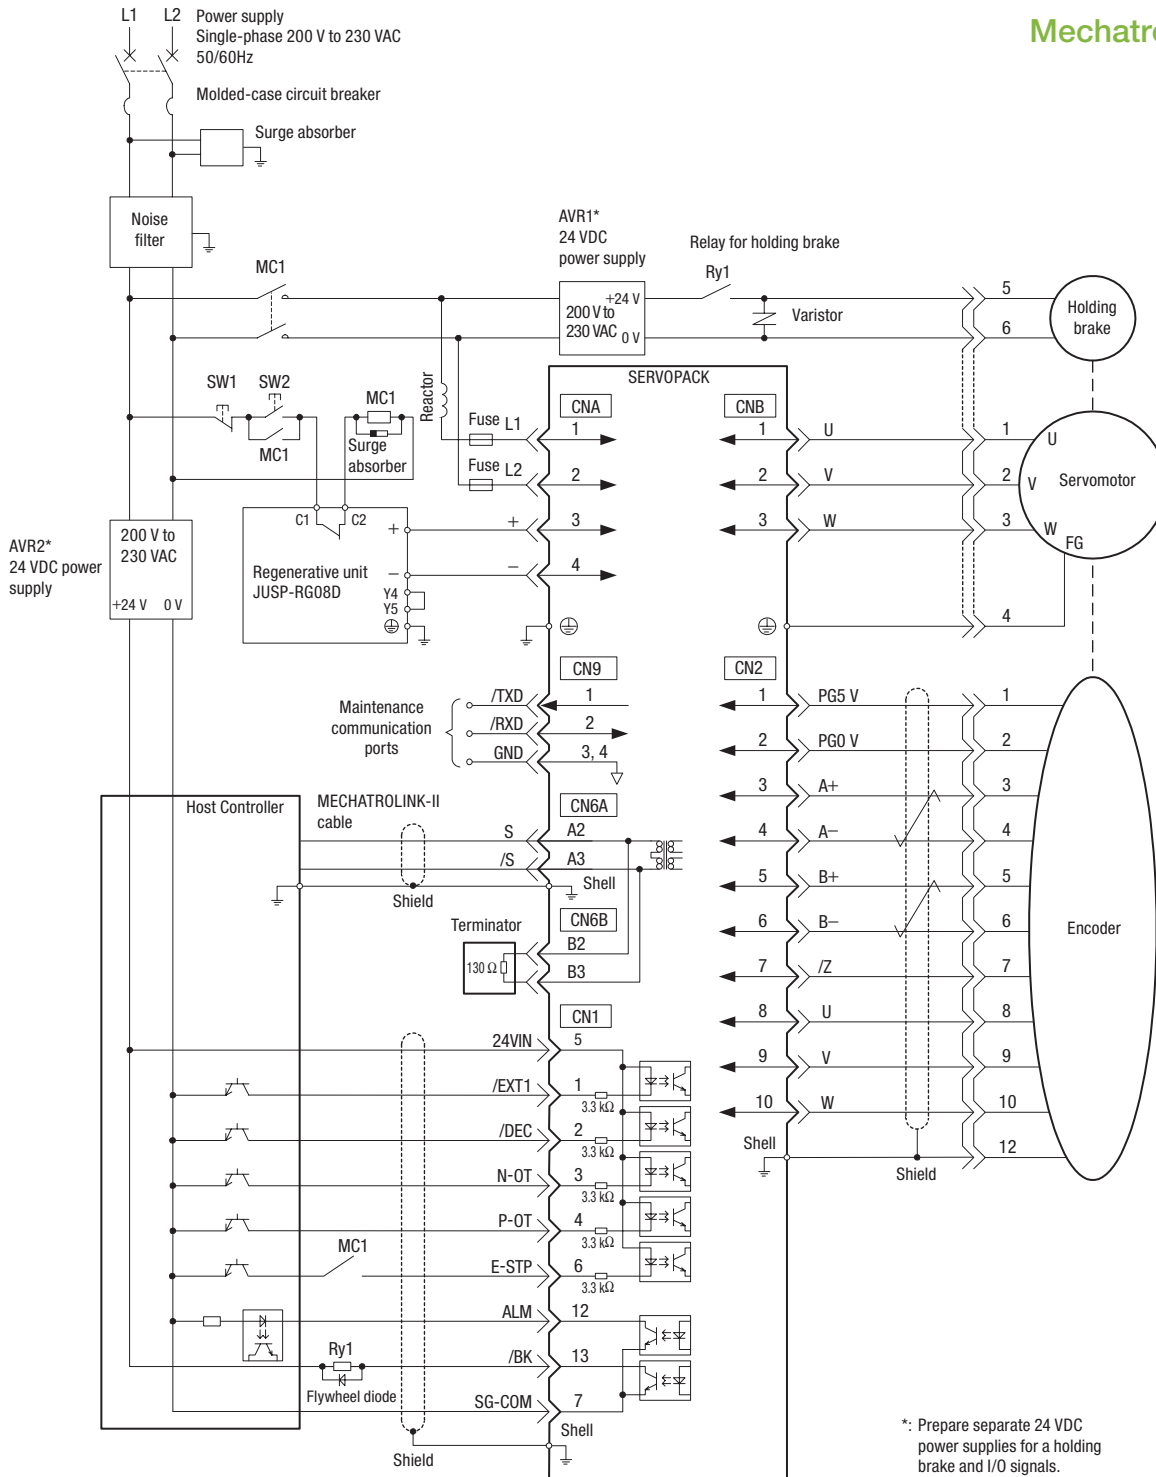 L1 L2 Power supply
Single-phase 200 V to 230 VAC
50/60Hz
Mechatro
Molded-case circuit breaker
Surge absorber
Noise
filter
AVR1*
24 VDC
power supply
Relay for holding brake
MC1
Ry1
+24 V
200 V to
230 VAC
0 V
Varistor
5
6
Holding
brake
SERVOPACK
SW1 SW2
MC1
MC1
Surge
absorber
Reactor
Fuse L1
Fuse L2
CNA
1
2
3
4
CNB
1 U 1 U
2 V 2 V
3 W 3 W
FG
4
Servomotor
AVR2*
24 VDC power
supply
200 V to
230 VAC
+24 V 0 V
C1 C2
+ +
− −
Regenerative unit
JUSP-RG08D
Y4
Y5
CN9
Maintenance
communication
ports
/TXD 1
/RXD 2
GND 3, 4
CN2
1 PG5 V 1
2 PG0 V 2
3 A+ 3
4 A− 4
5 B+ 5
6 B− 6
7 /Z 7
8 U 8
9 V 9
10 W 10
Shell 12
Shield
Encoder
Host Controller
MECHATROLINK-II
cable
CN6A
S A2
/S A3
Shell
Shield
Terminator
130 Ω
CN6B
B2
B3
CN1
24VIN 5
/EXT1 1
3.3 kΩ
/DEC 2
3.3 kΩ
N-OT 3
3.3 kΩ
P-OT 4
3.3 kΩ
MC1
E-STP 6
3.3 kΩ
ALM 12
Ry1
/BK 13
Flywheel diode
SG-COM 7
Shell
Shield
*: Prepare separate 24 VDC
power supplies for a holding
brake and I/O signals.